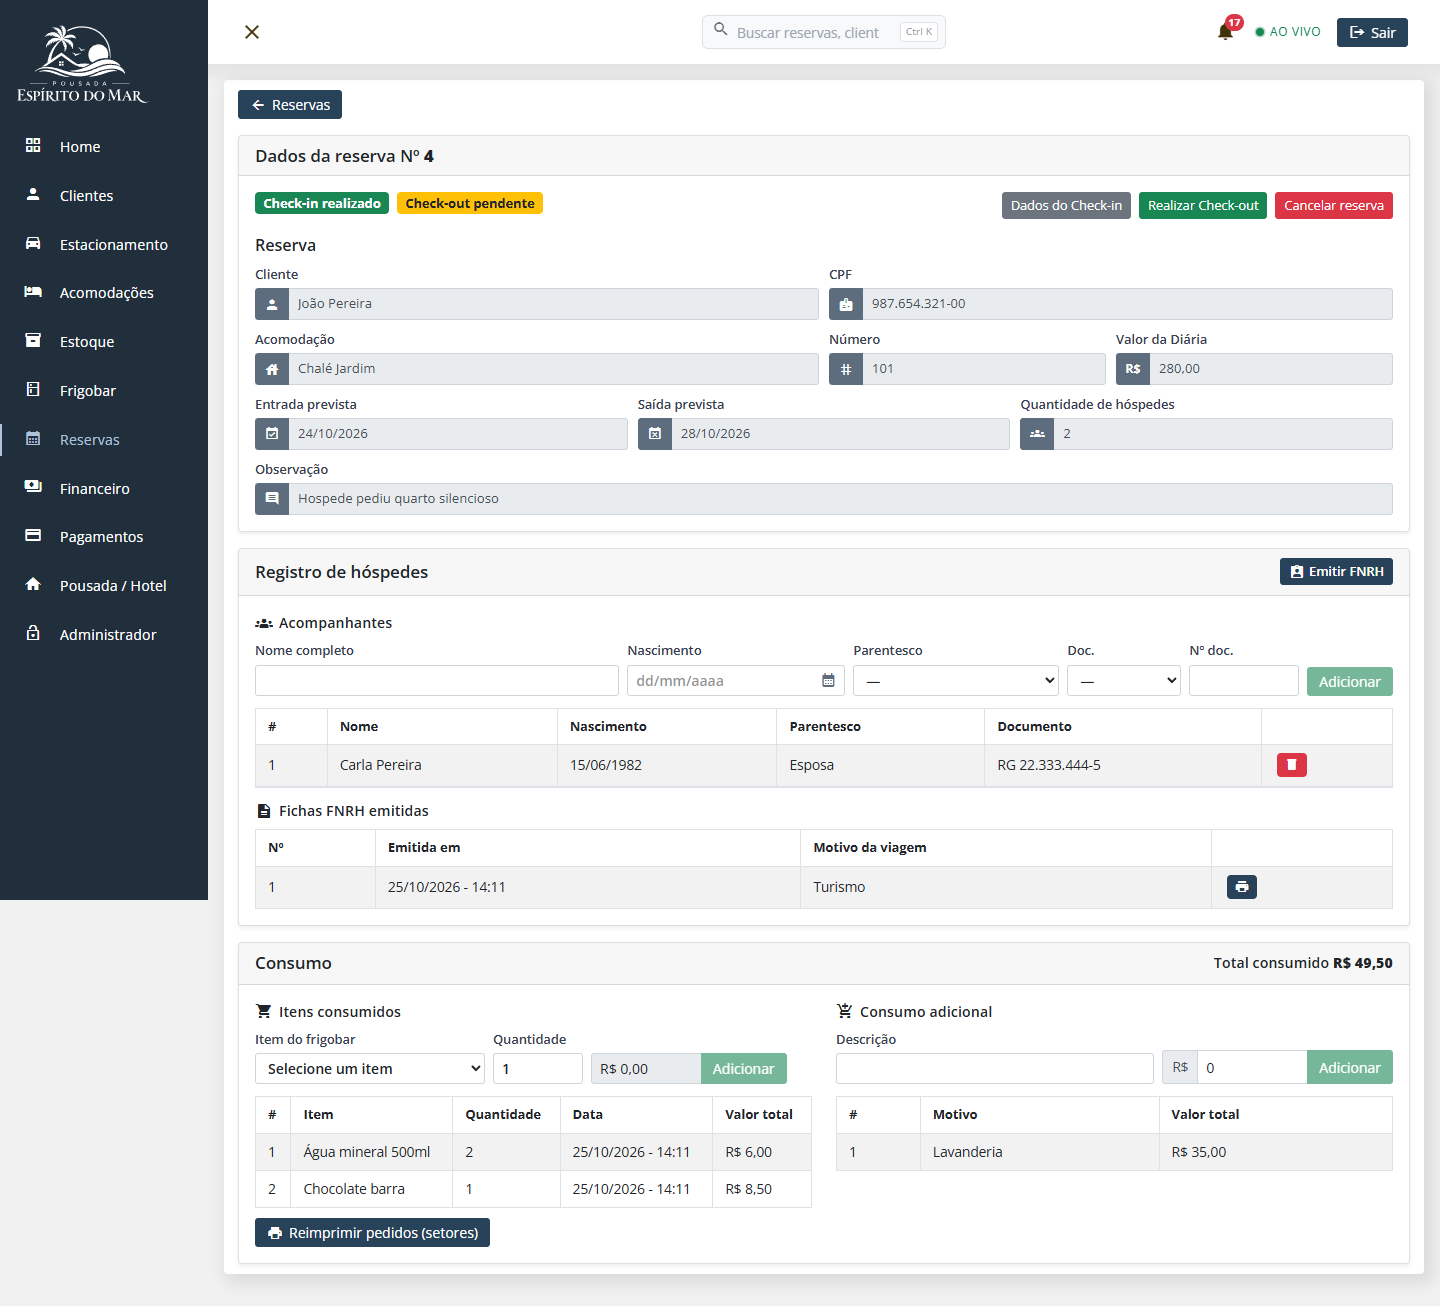 POUSADA
ESPÍRITO DO MAR
Home
Clientes
Estacionamento
Acomodações
Estoque
Frigobar
Reservas
Financeiro
Pagamentos
Pousada / Hotel
Administrador
Buscar reservas, client
Ctrl K
17
AO VIVO
Sair
Reservas
Dados da reserva Nº 4
Check-in realizado
Check-out pendente
Dados do Check-in
Realizar Check-out
Cancelar reserva
Reserva
Cliente
CPF
João Pereira
987.654.321-00
Acomodação
Número
Valor da Diária
Chalé Jardim
101
R$ 280,00
Entrada prevista
Saída prevista
Quantidade de hóspedes
24/10/2026
28/10/2026
2
Observação
Hospede pediu quarto silencioso
Registro de hóspedes
Emitir FNRH
Acompanhantes
Nome completo
Nascimento
Parentesco
Doc.
Nº doc.
dd/mm/aaaa
—
—
Adicionar
# Nome Nascimento Parentesco Documento
1 Carla Pereira 15/06/1982 Esposa RG 22.333.444-5
Fichas FNRH emitidas
Nº Emitida em Motivo da viagem
1 25/10/2026 - 14:11 Turismo
Consumo
Total consumido R$ 49,50
Itens consumidos
Item do frigobar
Quantidade
Selecione um item
1
R$ 0,00
Adicionar
# Item Quantidade Data Valor total
1 Água mineral 500ml 2 25/10/2026 - 14:11 R$ 6,00
2 Chocolate barra 1 25/10/2026 - 14:11 R$ 8,50
Reimprimir pedidos (setores)
Consumo adicional
Descrição
R$ 0
Adicionar
# Motivo Valor total
1 Lavanderia R$ 35,00